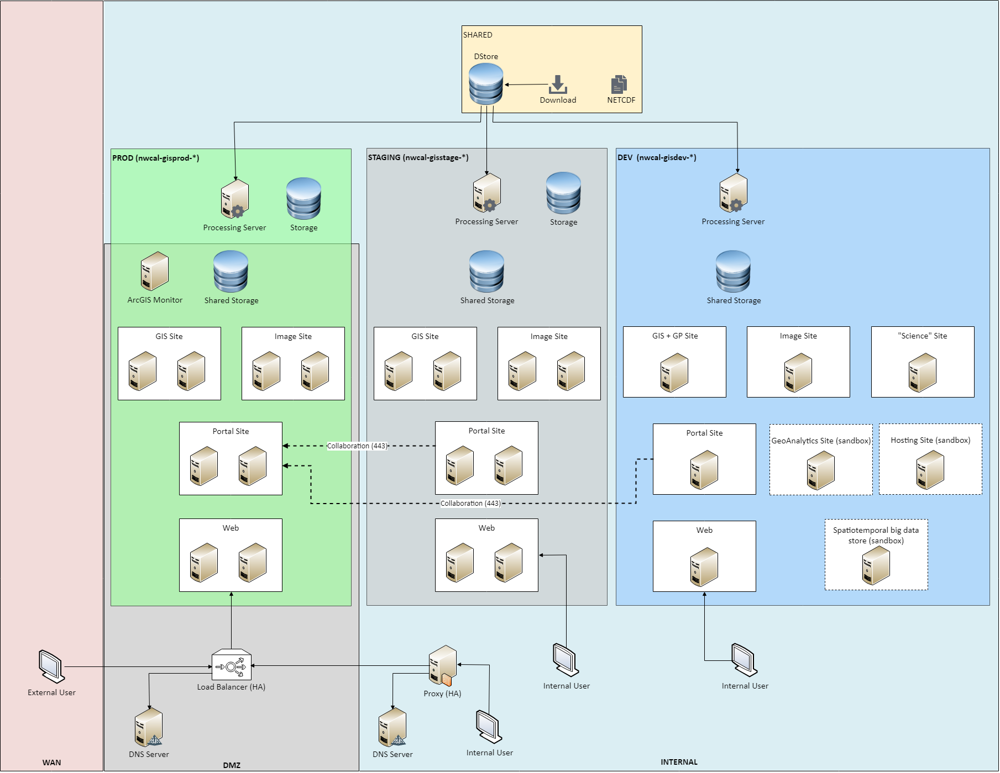 SHARED
DStore
Download
NETCDF
PROD (nwcal-gisprod-*)
Processing Server
Storage
ArcGIS Monitor
Shared Storage
GIS Site
Image Site
Portal Site
Web
STAGING (nwcal-gisstage-*)
Processing Server
Storage
Shared Storage
GIS Site
Image Site
Portal Site
Web
DEV (nwcal-gisdev-*)
Processing Server
Shared Storage
GIS + GP Site
Image Site
"Science" Site
Portal Site
GeoAnalytics Site (sandbox)
Hosting Site (sandbox)
Web
Spatiotemporal big data
store (sandbox)
Collaboration (443)
Collaboration (443)
External User
Load Balancer (HA)
DNS Server
Proxy (HA)
DNS Server
Internal User
Internal User
Internal User
WAN
DMZ
INTERNAL